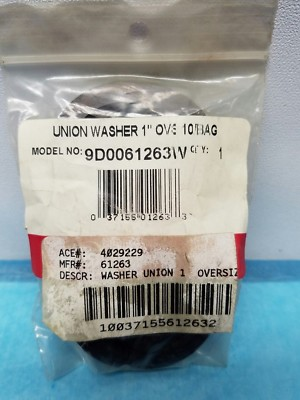 UNION WASHER 1" OVS 10/BAG
MODEL NO: 9D0061263W QTY: 1
0 37155 01263 3
ACE#: 4029229
MFR#: 61263
DESCR: WASHER UNION 1 OVERSIZ
10037155612632